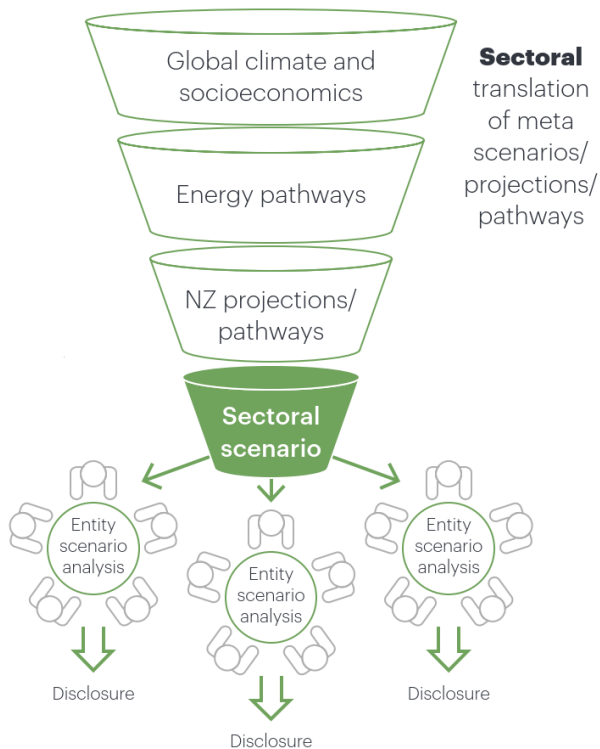 Global climate and
socioeconomics
Sectoral
translation
of meta
scenarios/
projections/
pathways
Energy pathways
NZ projections/
pathways
Sectoral
scenario
Entity
scenario
analysis
Entity
scenario
analysis
Entity
scenario
analysis
Disclosure
Disclosure
Disclosure